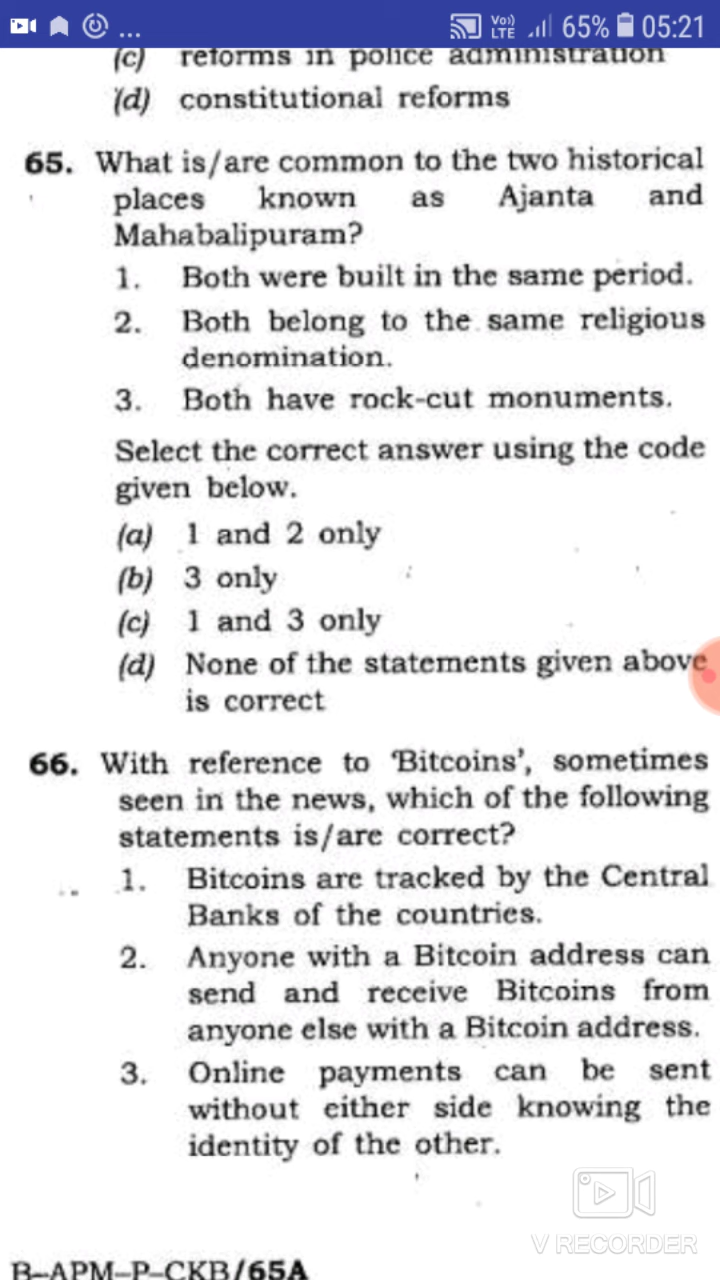 ... Vo)) LTE 65% 05:21
(c) reforms in police administration
(d) constitutional reforms
65. What is/are common to the two historical
places known as Ajanta and
Mahabalipuram?
1. Both were built in the same period.
2. Both belong to the same religious
denomination.
3. Both have rock-cut monuments.
Select the correct answer using the code
given below.
(a) 1 and 2 only
(b) 3 only
(c) 1 and 3 only
(d) None of the statements given above
is correct
66. With reference to ‘Bitcoins’, sometimes
seen in the news, which of the following
statements is/are correct?
1. Bitcoins are tracked by the Central
Banks of the countries.
2. Anyone with a Bitcoin address can
send and receive Bitcoins from
anyone else with a Bitcoin address.
3. Online payments can be sent
without either side knowing the
identity of the other.
V RECORDER
B–APM–P–CKB/65A